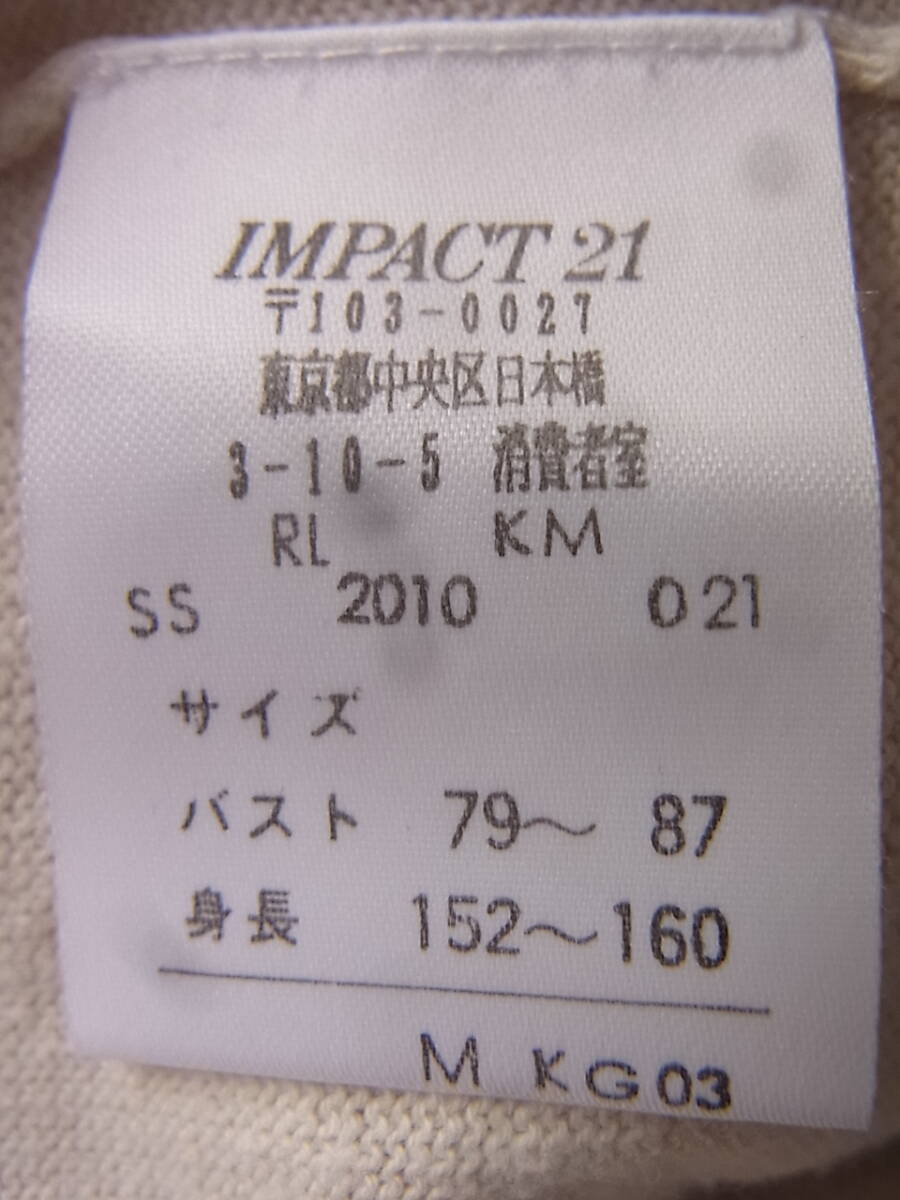 IMPACT 21
〒103-0027
東京都中央区日本橋
3-10-5 消費者室
RL KM
SS 2010 021
サイズ
バスト 79～ 87
身長 152～160
M KG03